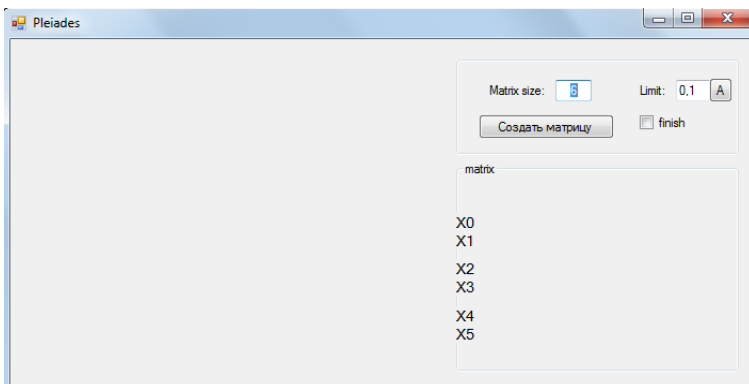 Pleiades
Matrix size: 6 Limit: 0,1 A
Создать матрицу finish
matrix
X0
X1
X2
X3
X4
X5